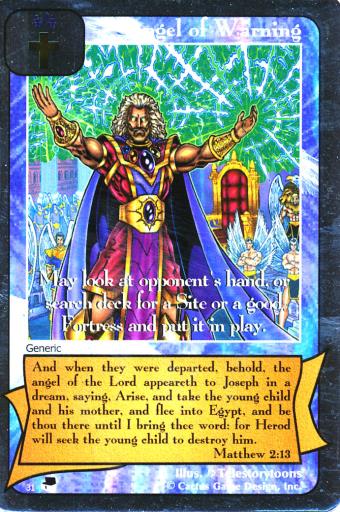 Angel of Warning
May look at opponent's hand, or
search deck for a Site or a good
Fortress and put it in play.
Generic
And when they were departed, behold, the
angel of the Lord appeareth to Joseph in a
dream, saying, Arise, and take the young child
and his mother, and flee into Egypt, and be
thou there until I bring thee word: for Herod
will seek the young child to destroy him.
Matthew 2:13
Illus. Telestorytoons
31
© Cactus Game Design, Inc.